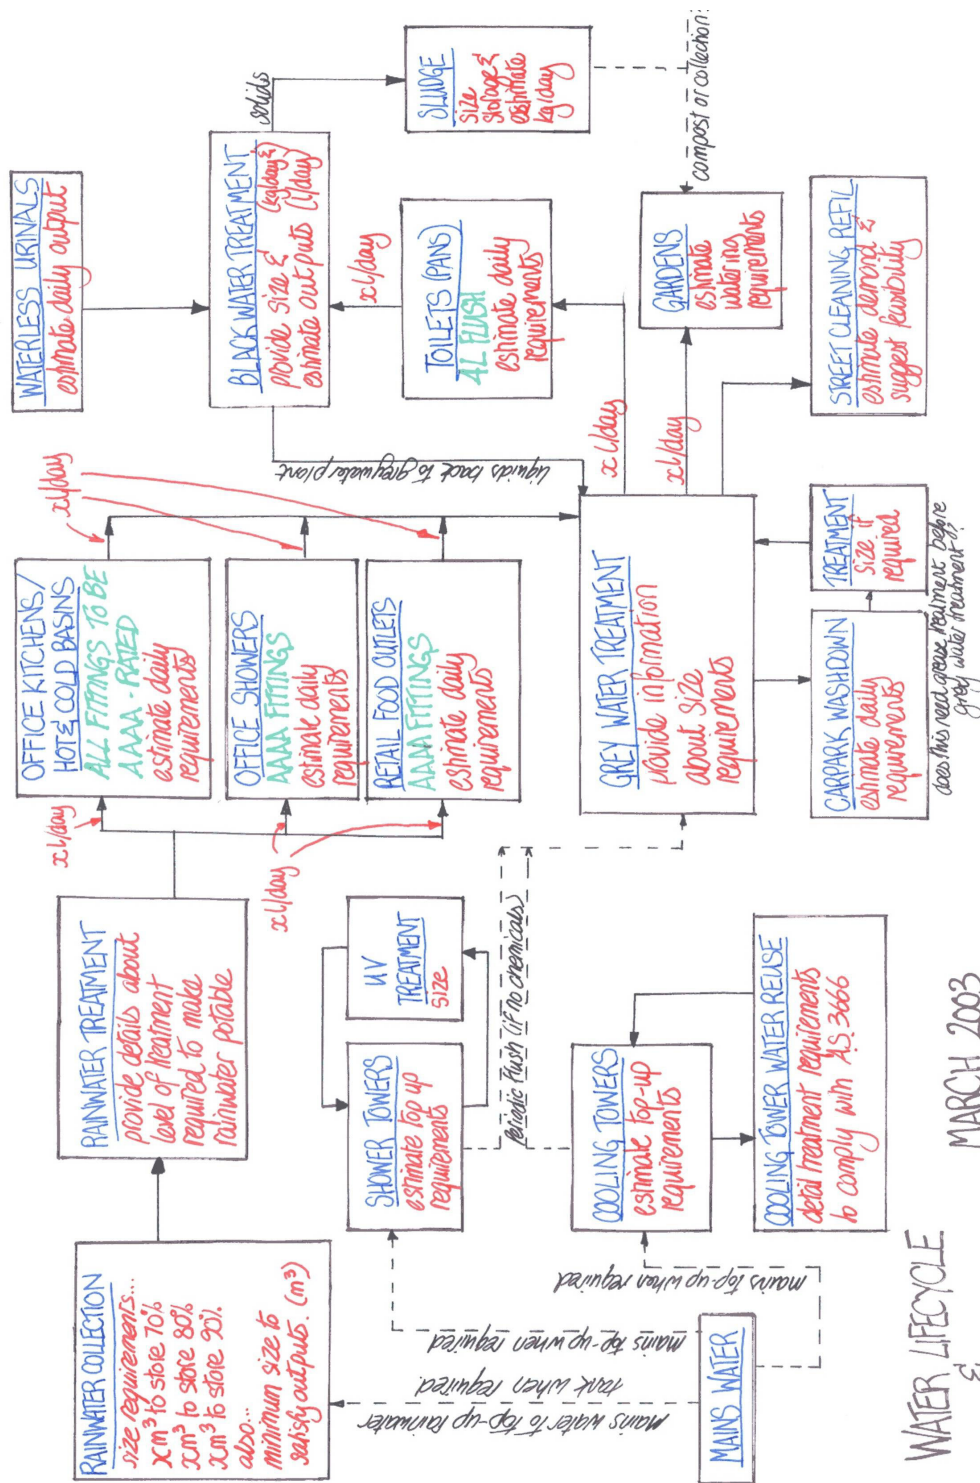 RAINWATER COLLECTION
size requirements...
xm³ to store 70%
xm³ to store 80%
xm³ to store 90%.
also...
minimum size to
satisfy outputs. (m³)
RAINWATER TREATMENT
provide details about
level of treatment
required to make
rainwater potable
xL/day
xL/day
OFFICE KITCHENS/
HOT & COLD BASINS
ALL FITTINGS TO BE
AAAA - RATED
estimate daily
requirements
OFFICE SHOWERS
AAAA FITTINGS
estimate daily
requirements
RETAIL FOOD OUTLETS
AAAA FITTINGS
estimate daily
requirements
xL/day
WATERLESS URINALS
estimate daily output
BLACK WATER TREATMENT
provide size & (kg/day &
estimate outputs L/day)
solids
SLUDGE
size
storage &
estimate
kg/day
compost or collection
xL/day
TOILETS (PANS)
4L FLUSH
estimate daily
requirements
liquids back to greywater plant
xL/day
xL/day
GARDENS
estimate
watering
requirements
STREET CLEANING REFIL
estimate demand &
suggest feasibility
GREY WATER TREATMENT
provide information
about size
requirements
CARPARK WASHDOWN
estimate daily
requirements
TREATMENT
size if
required
does this need grease treatment before
grey water treatment?
SHOWER TOWERS
estimate top up
requirements
UV
TREATMENT
size
periodic flush (if no chemicals)
COOLING TOWERS
estimate top-up
requirements
COOLING TOWER WATER REUSE
detail treatment requirements
to comply with AS 3666
MAINS WATER
mains water to top-up rainwater
tank when required.
mains top-up when required
mains top-up when required
WATER LIFECYCLE MARCH 2003
&